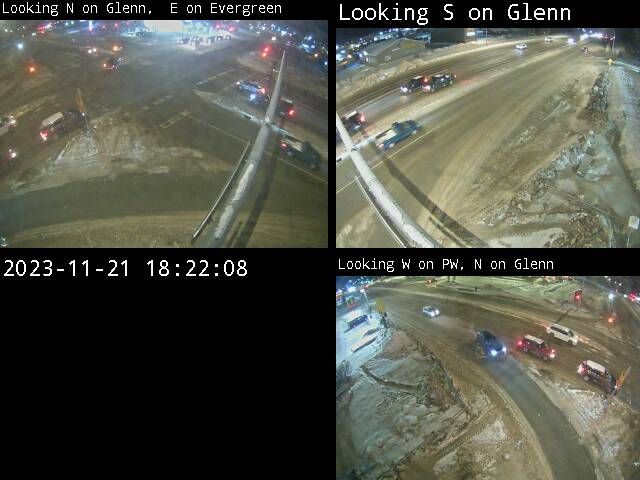 Looking N on Glenn,  E on Evergreen
Looking S on Glenn
2023-11-21 18:22:08
Looking W on PW, N on Glenn